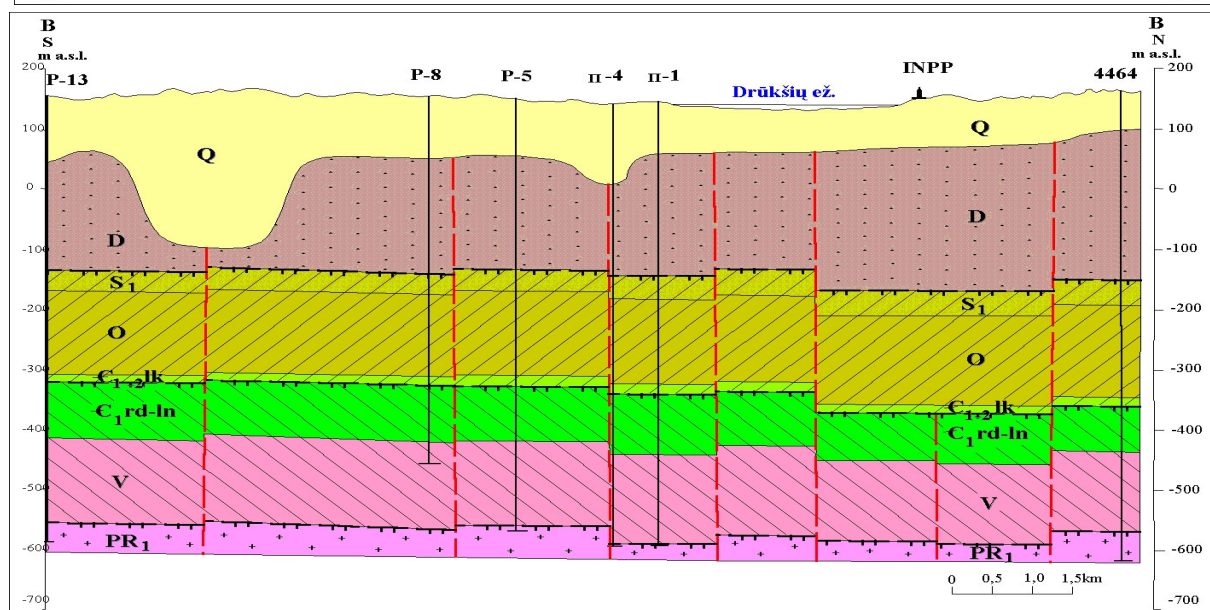 B
S
m a.s.l.
B
N
m a.s.l.
P-13
P-8
P-5
п-4
п-1
Drūkšių ež.
INPP
4464
200
100
0
-100
-200
-300
-400
-500
-600
-700
200
100
0
-100
-200
-300
-400
-500
-600
-700
Q
Q
D
D
S1
S1
O
O
C1+2lk
C1+2lk
C1rd-ln
C1rd-ln
V
V
PR1
PR1
0 0,5 1,0 1,5km